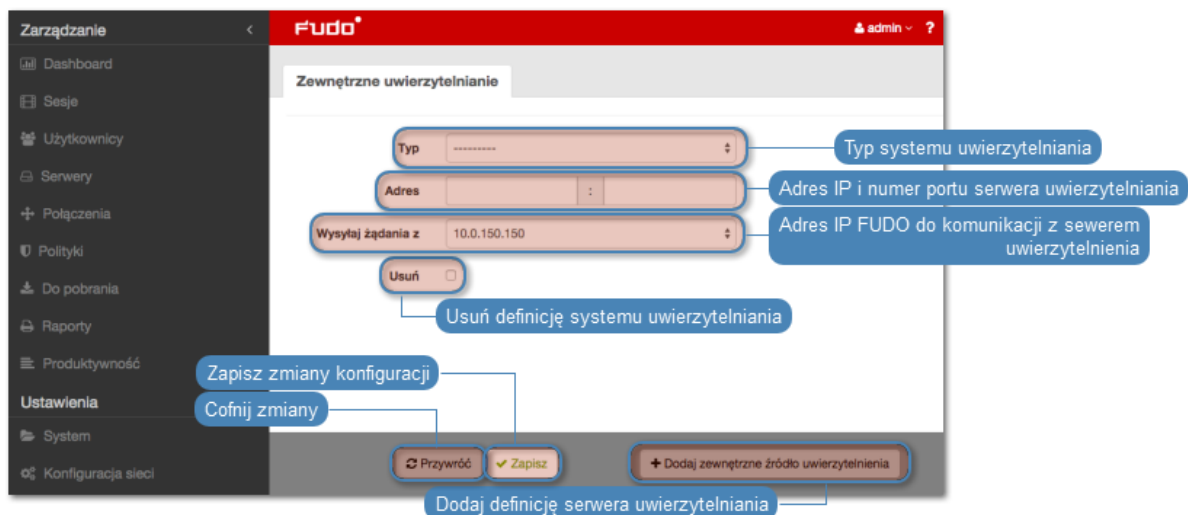 Zarządzanie
FUDO
admin
?
Dashboard
Sesje
Użytkownicy
Serwery
Połączenia
Polityki
Do pobrania
Raporty
Produktywność
Ustawienia
System
Konfiguracja sieci
Zewnętrzne uwierzytelnianie
Typ ---------
Typ systemu uwierzytelniania
Adres :
Adres IP i numer portu serwera uwierzytelniania
Wysyłaj żądania z 10.0.150.150
Adres IP FUDO do komunikacji z sewerem
uwierzytelnienia
Usuń
Usuń definicję systemu uwierzytelniania
Zapisz zmiany konfiguracji
Cofnij zmiany
Przywróć
Zapisz
+ Dodaj zewnętrzne źródło uwierzytelnienia
Dodaj definicję serwera uwierzytelniania